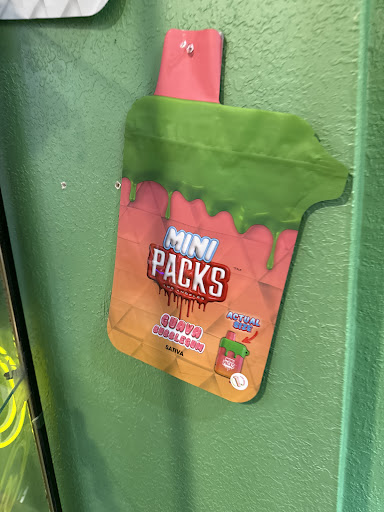 MINI
PACKS
GUAVA
BUBBLEGUM
SATIVA
ACTUAL
SIZE